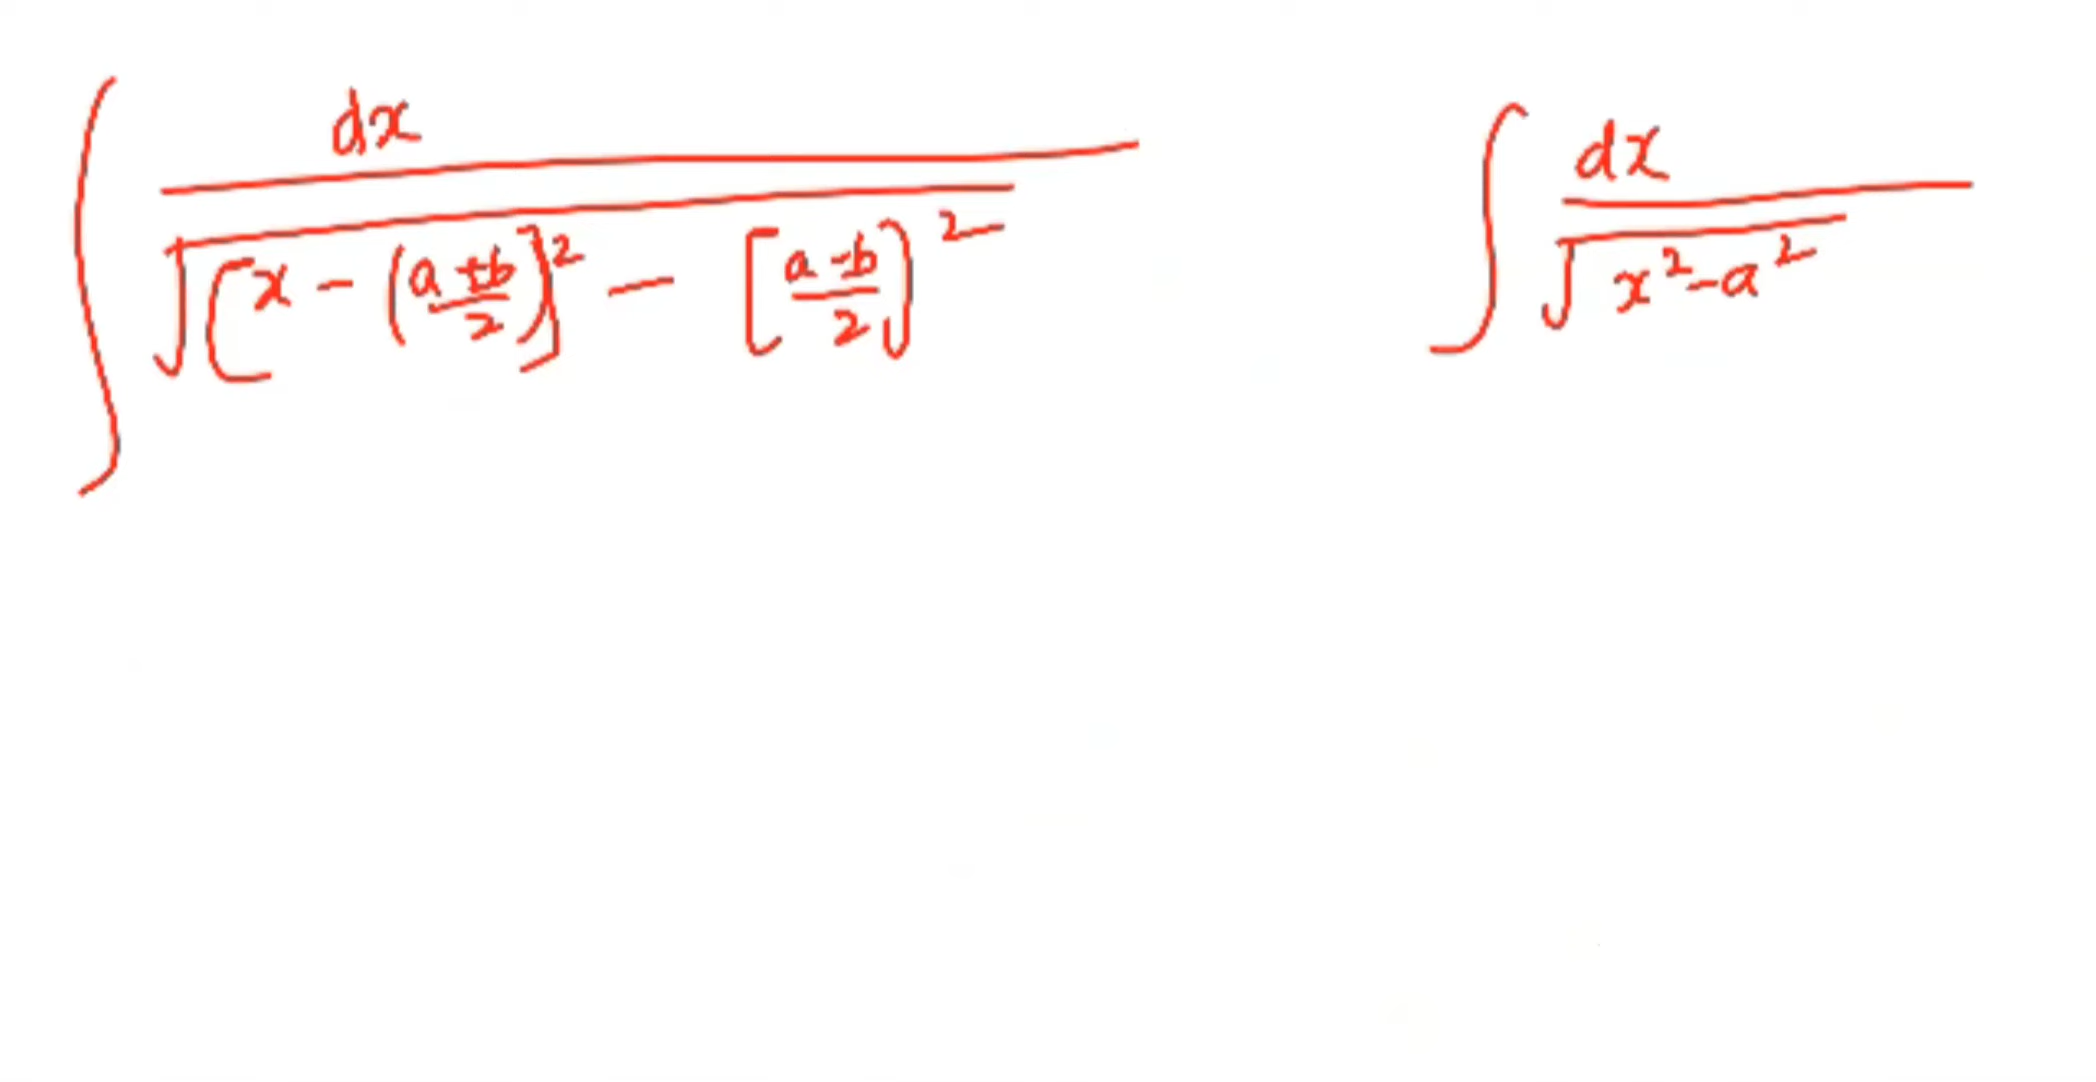 ∫ dx / √([x - (a+b/2)]² - [a-b/2]²)
∫ dx / √(x² - a²)